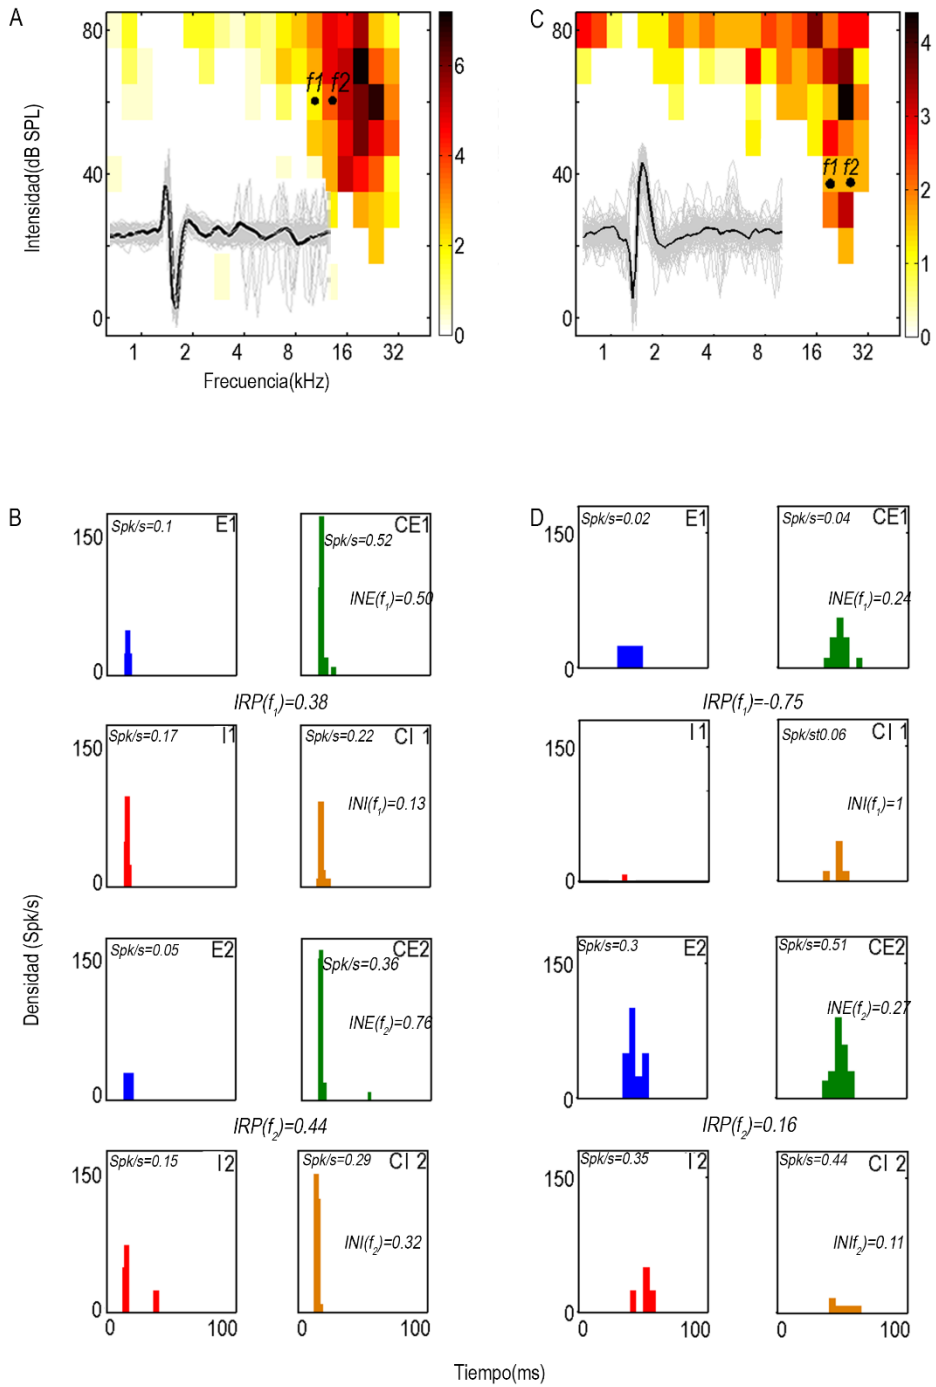 A
C
80
40
0
Intensidad(dB SPL)
f1 f2
6
4
2
0
1 2 4 8 16 32
Frecuencia(kHz)
80
40
0
f1 f2
4
3
2
1
0
1 2 4 8 16 32
B
D
Spk/s=0.1 E1
150
0
CE1
Spk/s=0.52
INE(f1)=0.50
IRP(f1)=0.38
Spk/s=0.17 I1
150
0
Spk/s=0.22 CI 1
INI(f1)=0.13
Spk/s=0.05 E2
150
0
CE2
Spk/s=0.36
INE(f2)=0.76
IRP(f2)=0.44
Spk/s=0.15 I2
150
0
0 100
Spk/s=0.29 CI 2
INI(f2)=0.32
0 100
Spk/s=0.02 E1
150
0
Spk/s=0.04 CE1
INE(f1)=0.24
IRP(f1)=-0.75
I 1
150
0
Spk/st0.06 CI 1
INI(f1)=1
Spk/s=0.3 E2
150
0
Spk/s=0.51 CE2
INE(f2)=0.27
IRP(f2)=0.16
Spk/s=0.35 I 2
150
0
0 100
Spk/s=0.44 CI 2
INIf2)=0.11
0 100
Densidad (Spk/s)
Tiempo(ms)